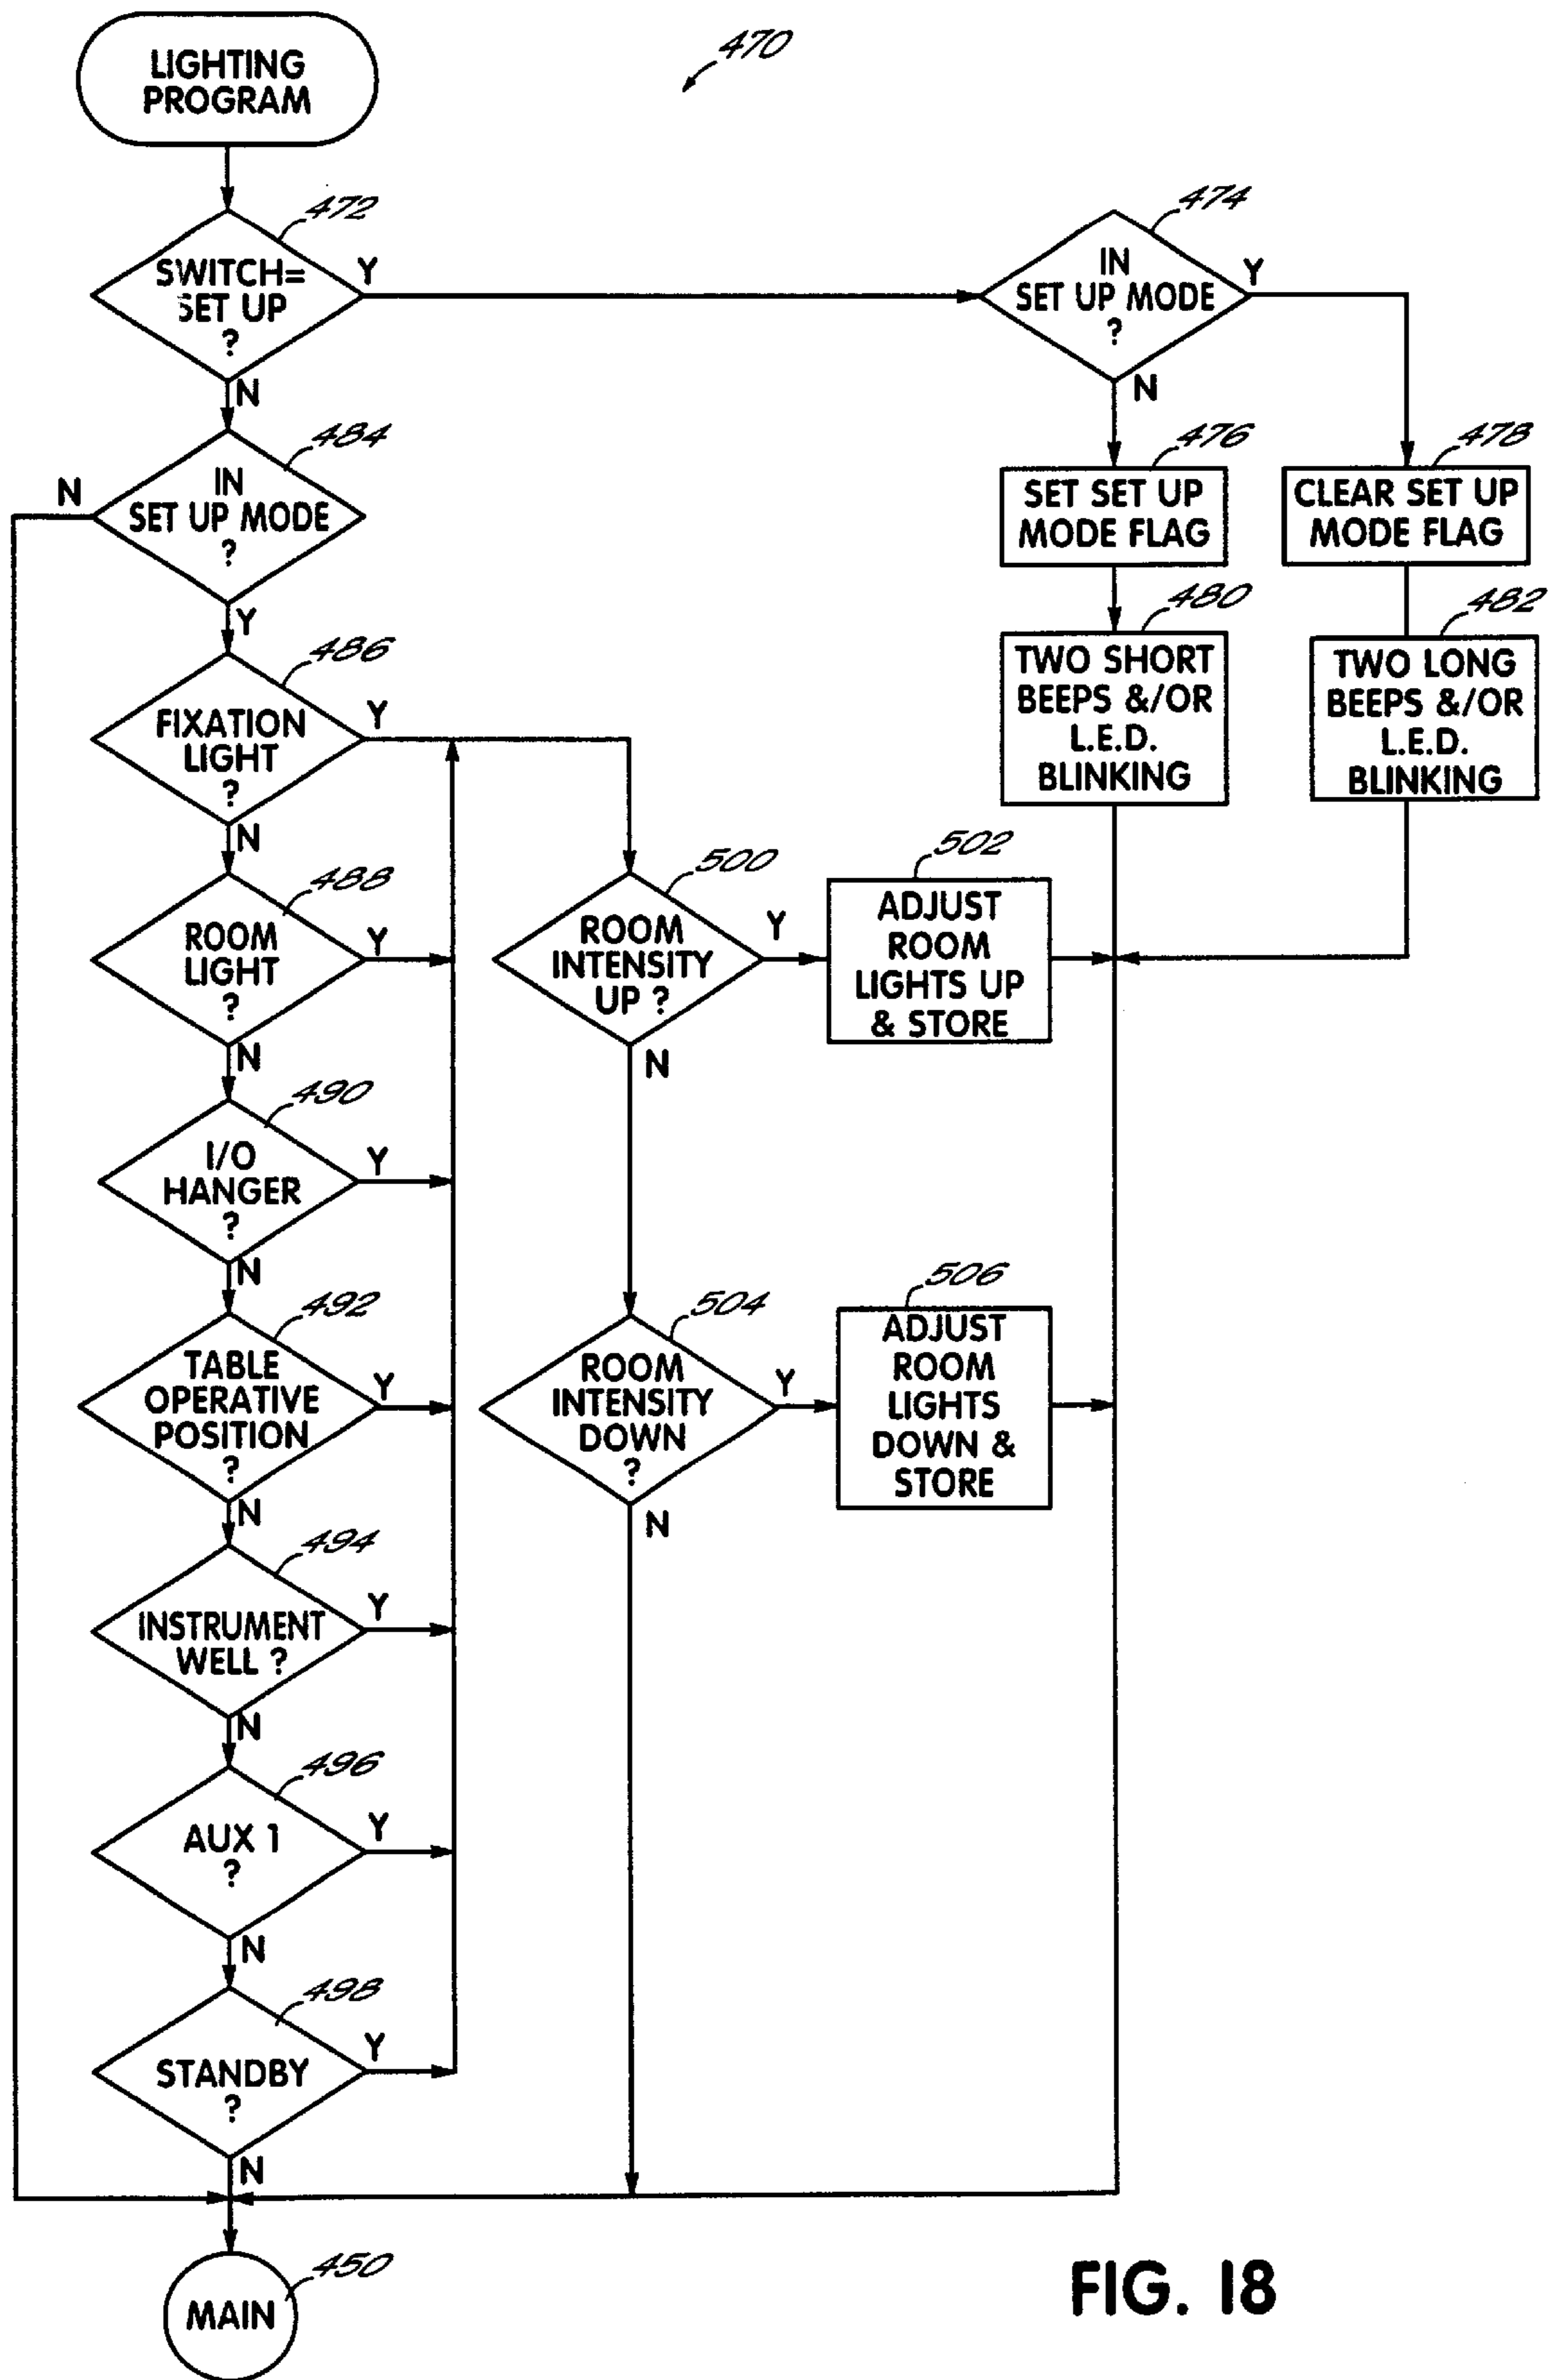 LIGHTING
PROGRAM
470
472
SWITCH=
SET UP
?
Y
N
474
IN
SET UP MODE
?
Y
N
484
IN
SET UP MODE
?
N
Y
476
SET SET UP
MODE FLAG
478
CLEAR SET UP
MODE FLAG
480
TWO SHORT
BEEPS &/OR
L.E.D.
BLINKING
482
TWO LONG
BEEPS &/OR
L.E.D.
BLINKING
486
FIXATION
LIGHT
?
Y
N
488
ROOM
LIGHT
?
Y
N
500
ROOM
INTENSITY
UP ?
Y
N
502
ADJUST
ROOM
LIGHTS UP
& STORE
490
I/O
HANGER
?
Y
N
492
TABLE
OPERATIVE
POSITION
?
Y
N
504
ROOM
INTENSITY
DOWN
?
Y
N
506
ADJUST
ROOM
LIGHTS
DOWN &
STORE
494
INSTRUMENT
WELL ?
Y
N
496
AUX 1
?
Y
N
498
STANDBY
?
Y
N
450
MAIN
FIG. 18